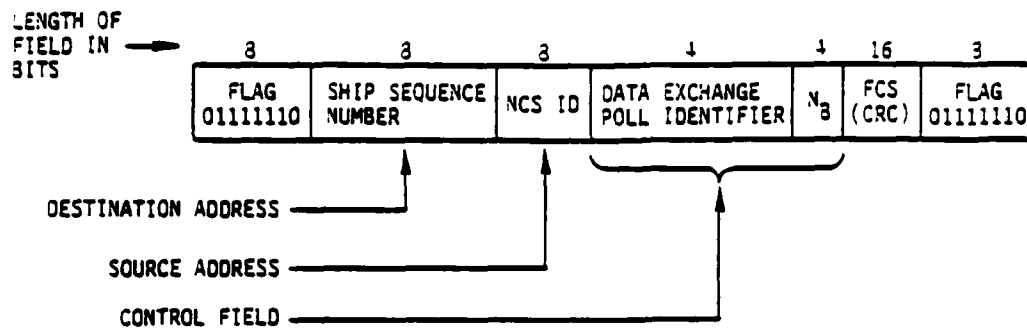 LENGTH OF
FIELD IN
BITS
8 8 8 4 4 16 8
FLAG
01111110
SHIP SEQUENCE
NUMBER
NCS ID
DATA EXCHANGE
POLL IDENTIFIER
NB
FCS
(CRC)
FLAG
01111110
DESTINATION ADDRESS
SOURCE ADDRESS
CONTROL FIELD